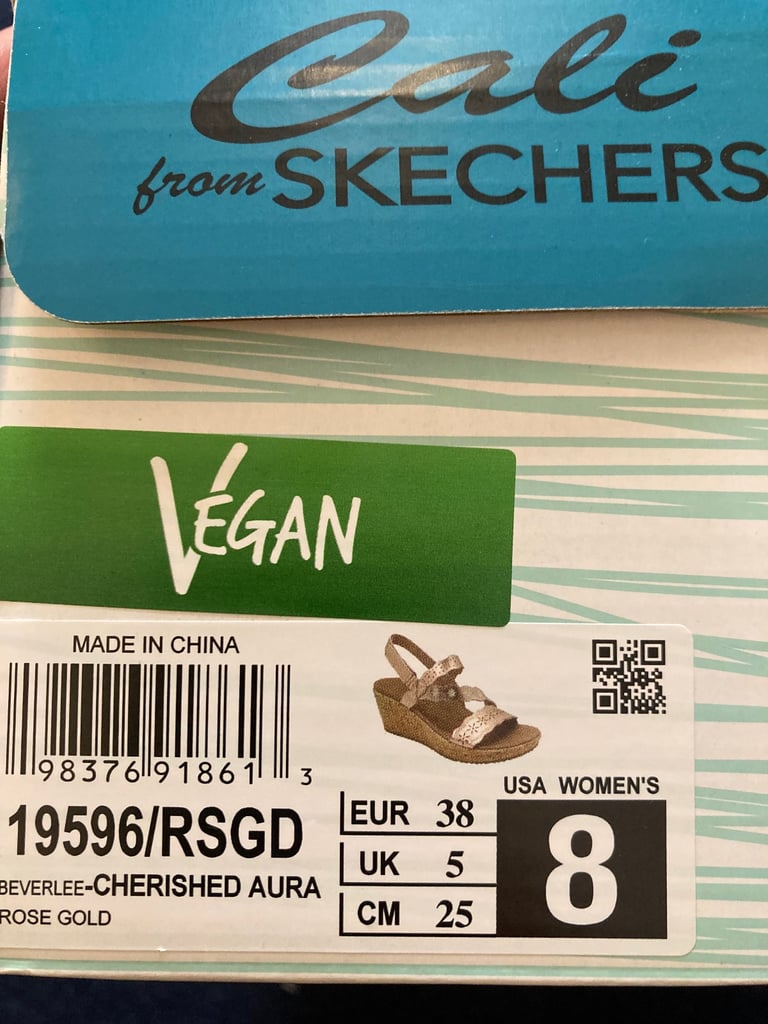 Cali
from SKECHERS
VÉGAN
MADE IN CHINA
98376 91861 3
19596/RSGD
BEVERLEE-CHERISHED AURA
ROSE GOLD
EUR 38
UK 5
CM 25
USA WOMEN'S
8